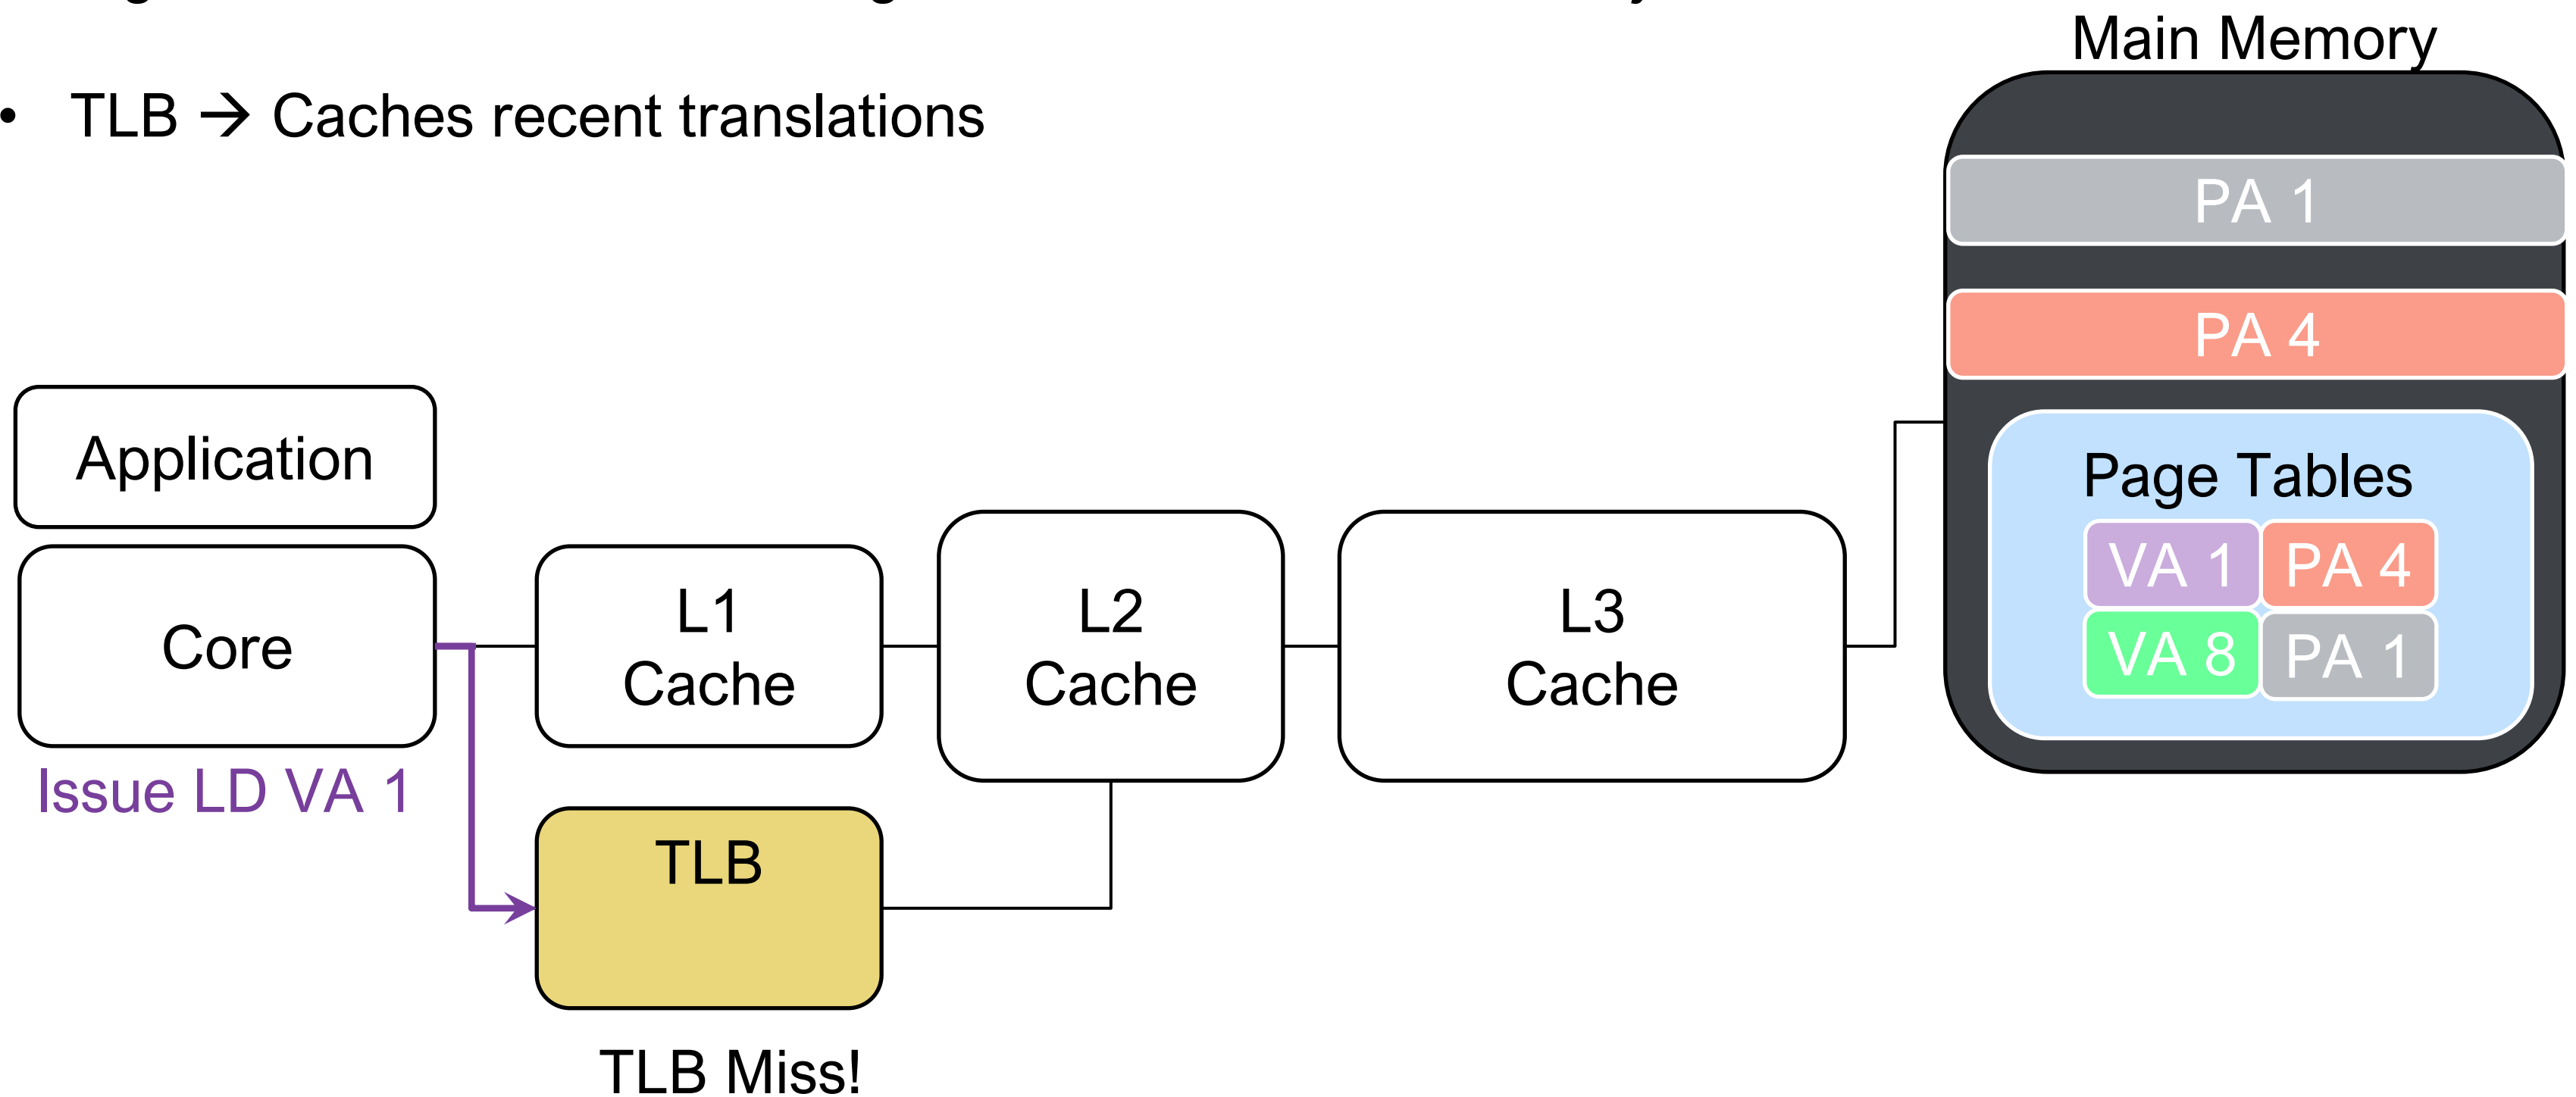 Main Memory
• TLB → Caches recent translations
PA 1
PA 4
Application
Page Tables
VA 1 PA 4
VA 8 PA 1
Core
L1
Cache
L2
Cache
L3
Cache
Issue LD VA 1
TLB
TLB Miss!